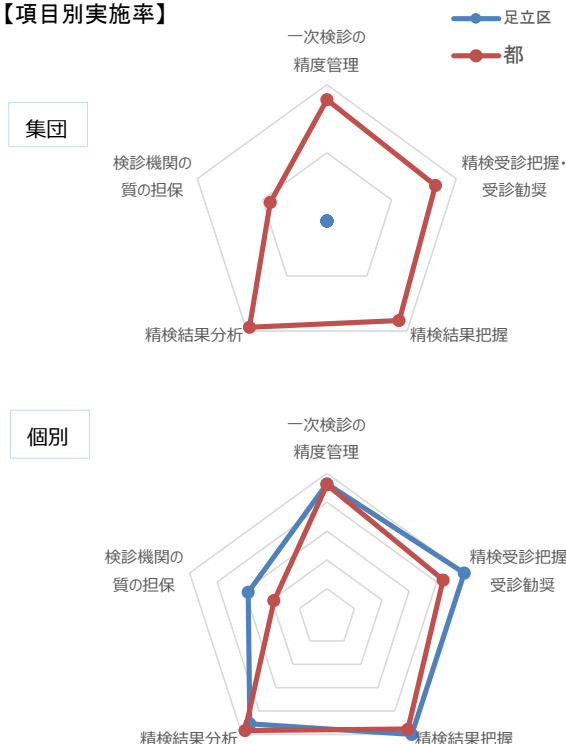 【項目別実施率】
足立区
都
集団
一次検診の
精度管理
精検受診把握・
受診勧奨
精検結果把握
精検結果分析
検診機関の
質の担保
個別
一次検診の
精度管理
精検受診把握
受診勧奨
精検結果把握
精検結果分析
検診機関の
質の担保